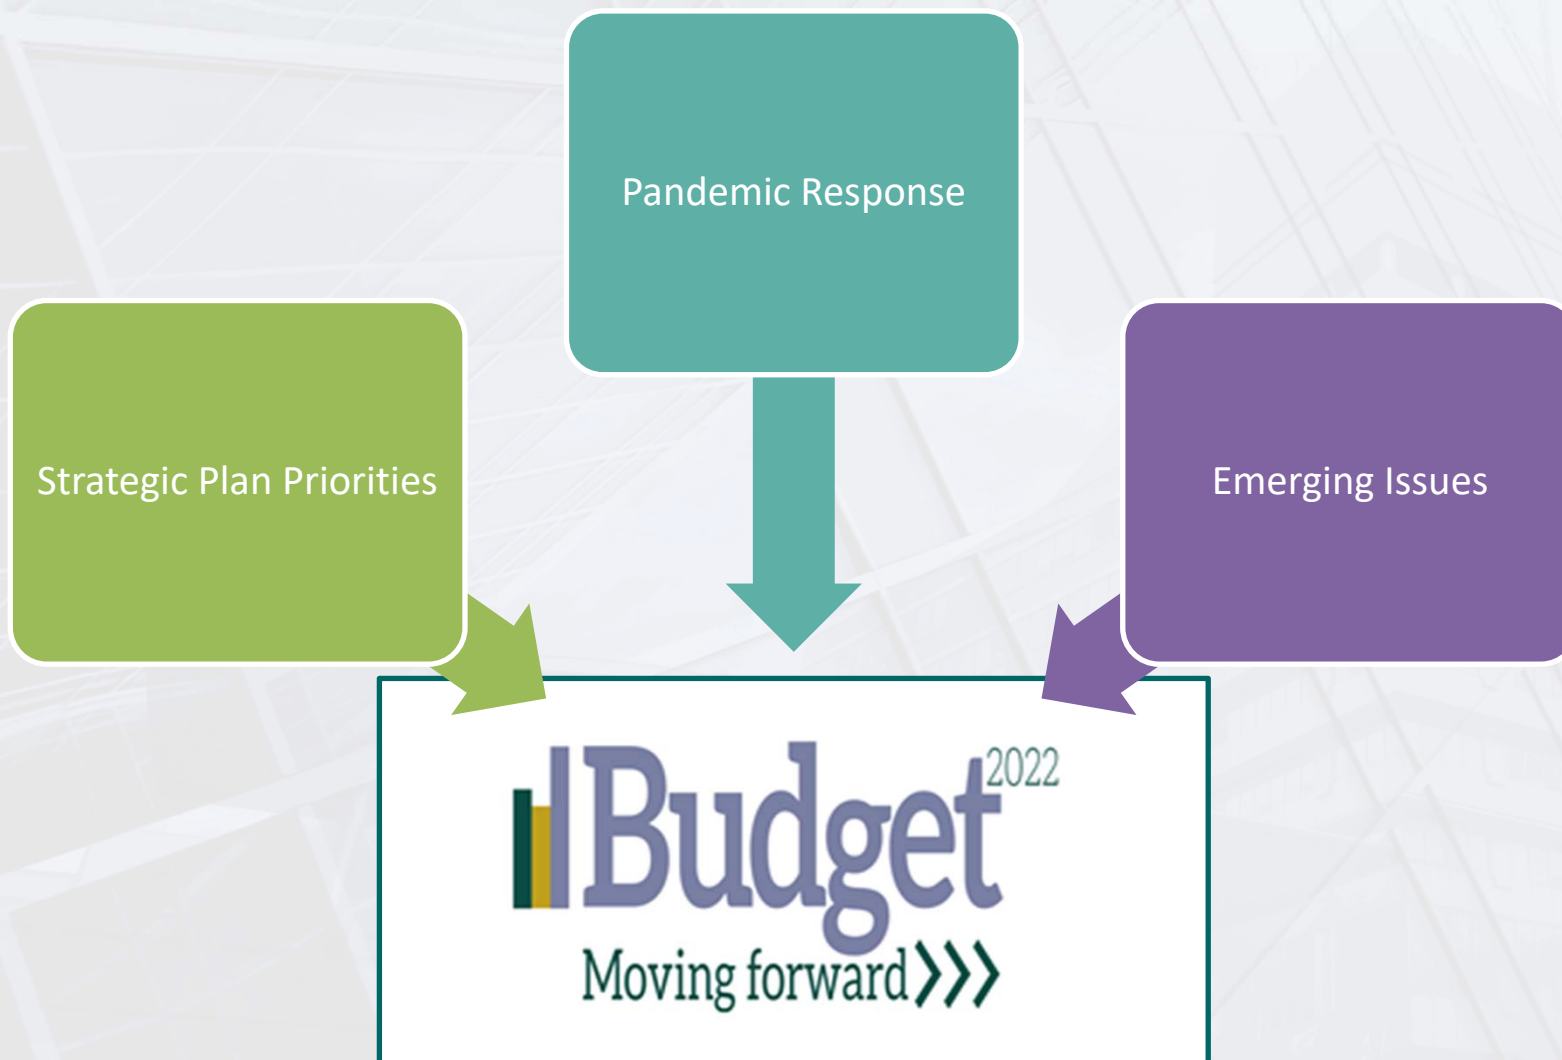 Pandemic Response
Strategic Plan Priorities
Emerging Issues
Budget 2022
Moving forward